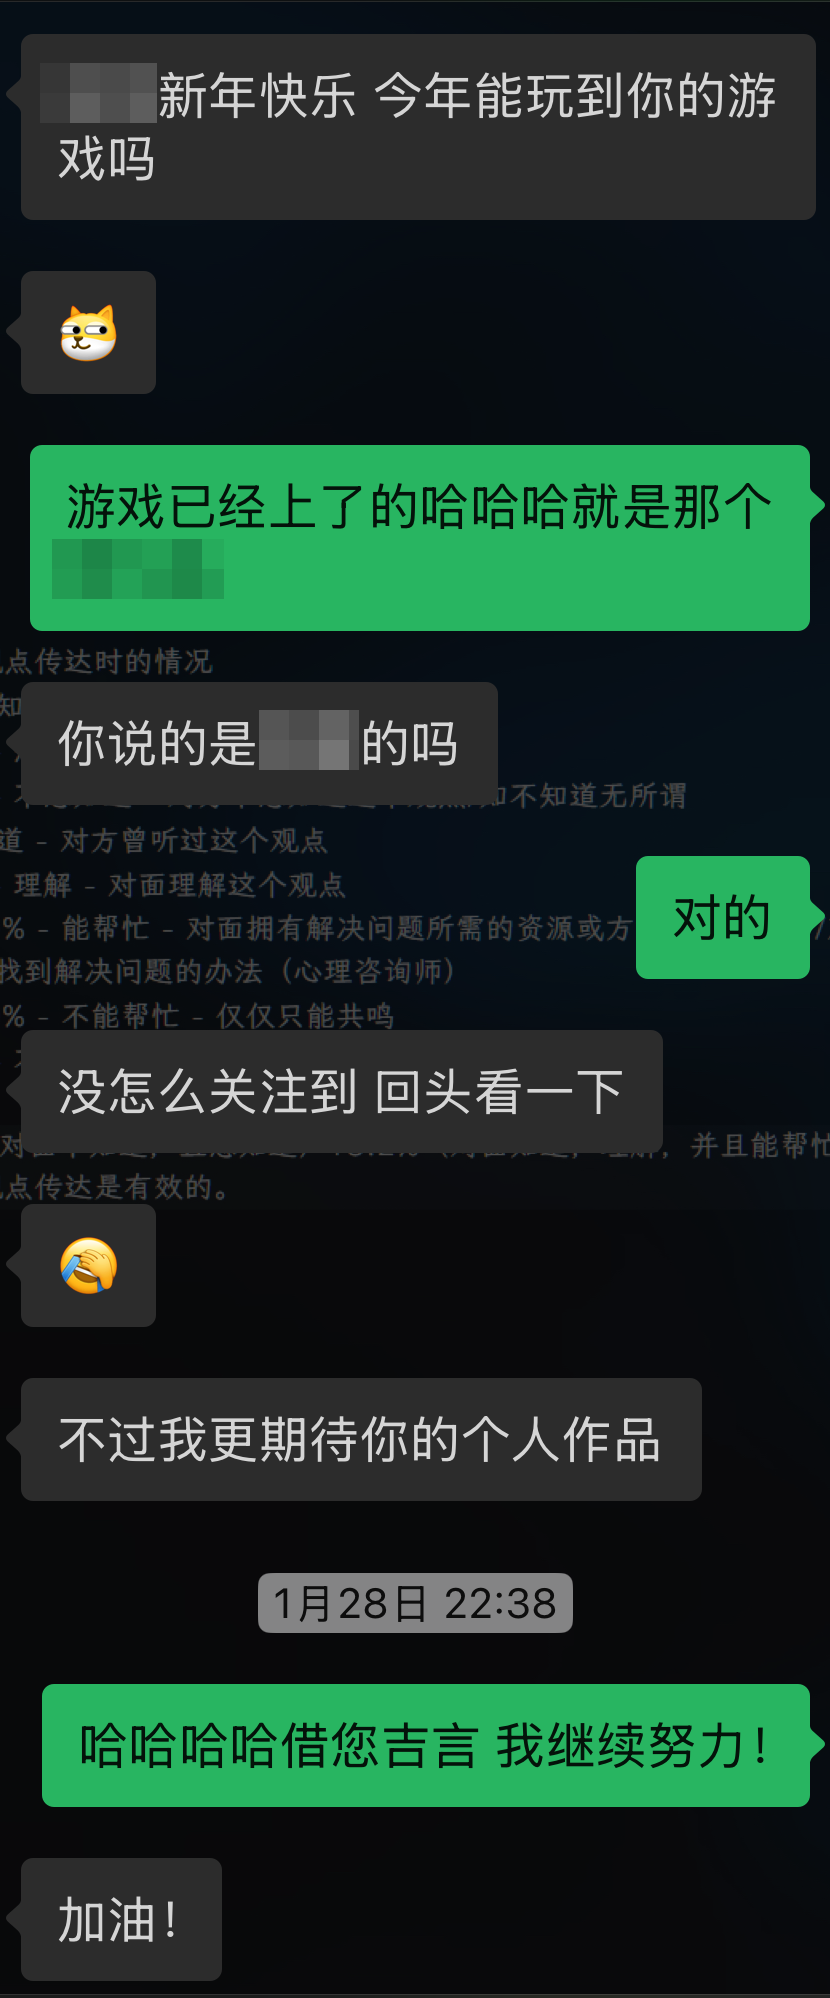 新年快乐 今年能玩到你的游
戏吗
游戏已经上了的哈哈哈就是那个
点传达时的情况
知
你说的是
的吗
不知道无所谓
道 - 对方曾听过这个观点
理解 - 对面理解这个观点
对的
% - 能帮忙 - 对面拥有解决问题所需的资源或方
找到解决问题的办法（心理咨询师）
% - 不能帮忙 - 仅仅只能共鸣
没怎么关注到 回头看一下
并且能帮忙
点传达是有效的。
不过我更期待你的个人作品
1月28日 22:38
哈哈哈哈借您吉言 我继续努力！
加油！